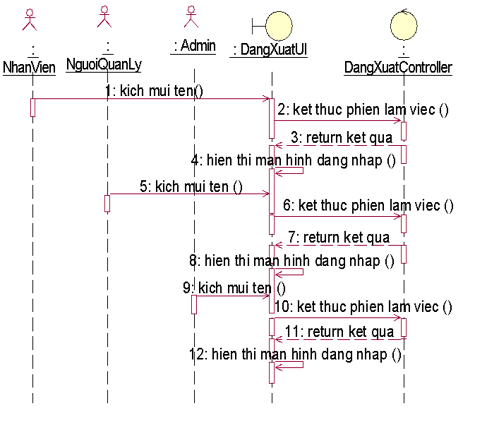 : NhanVien
: NguoiQuanLy
: Admin
: DangXuatUI
: DangXuatController
1: kich mui ten()
2: ket thuc phien lam viec ()
3: return ket qua
4: hien thi man hinh dang nhap ()
5: kich mui ten ()
6: ket thuc phien lam viec ()
7: return ket qua
8: hien thi man hinh dang nhap ()
9: kich mui ten ()
10: ket thuc phien lam viec ()
11: return ket qua
12: hien thi man hinh dang nhap ()